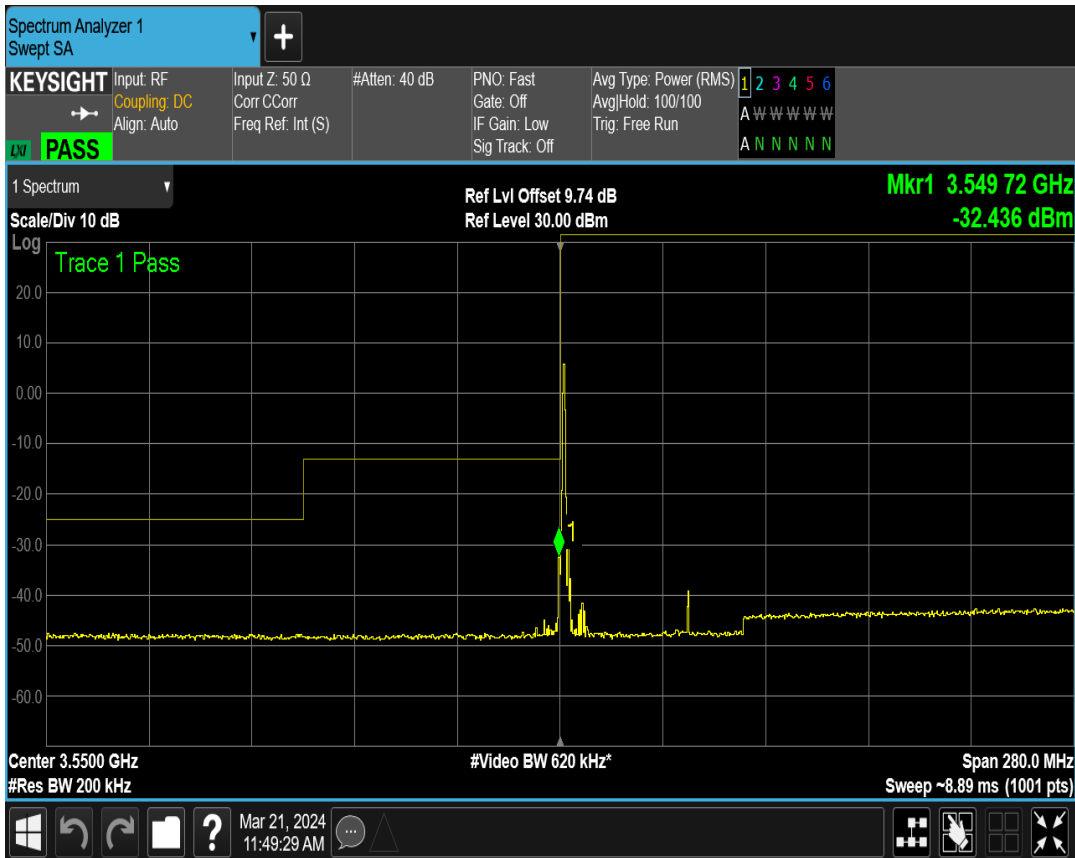 Spectrum Analyzer 1
Swept SA
+
KEYSIGHT
LXI
PASS
Input: RF
Coupling: DC
Align: Auto
Input Z: 50 Ω
Corr CCorr
Freq Ref: Int (S)
#Atten: 40 dB
PNO: Fast
Gate: Off
IF Gain: Low
Sig Track: Off
Avg Type: Power (RMS)
Avg|Hold: 100/100
Trig: Free Run
1 2 3 4 5 6
A W W W W W
A N N N N N
1 Spectrum
Scale/Div 10 dB
Ref Lvl Offset 9.74 dB
Ref Level 30.00 dBm
Mkr1 3.549 72 GHz
-32.436 dBm
Log
Trace 1 Pass
20.0
10.0
0.00
-10.0
-20.0
-30.0
-40.0
-50.0
-60.0
1
Center 3.5500 GHz
#Res BW 200 kHz
#Video BW 620 kHz*
Span 280.0 MHz
Sweep ~8.89 ms (1001 pts)
?
Mar 21, 2024
11:49:29 AM